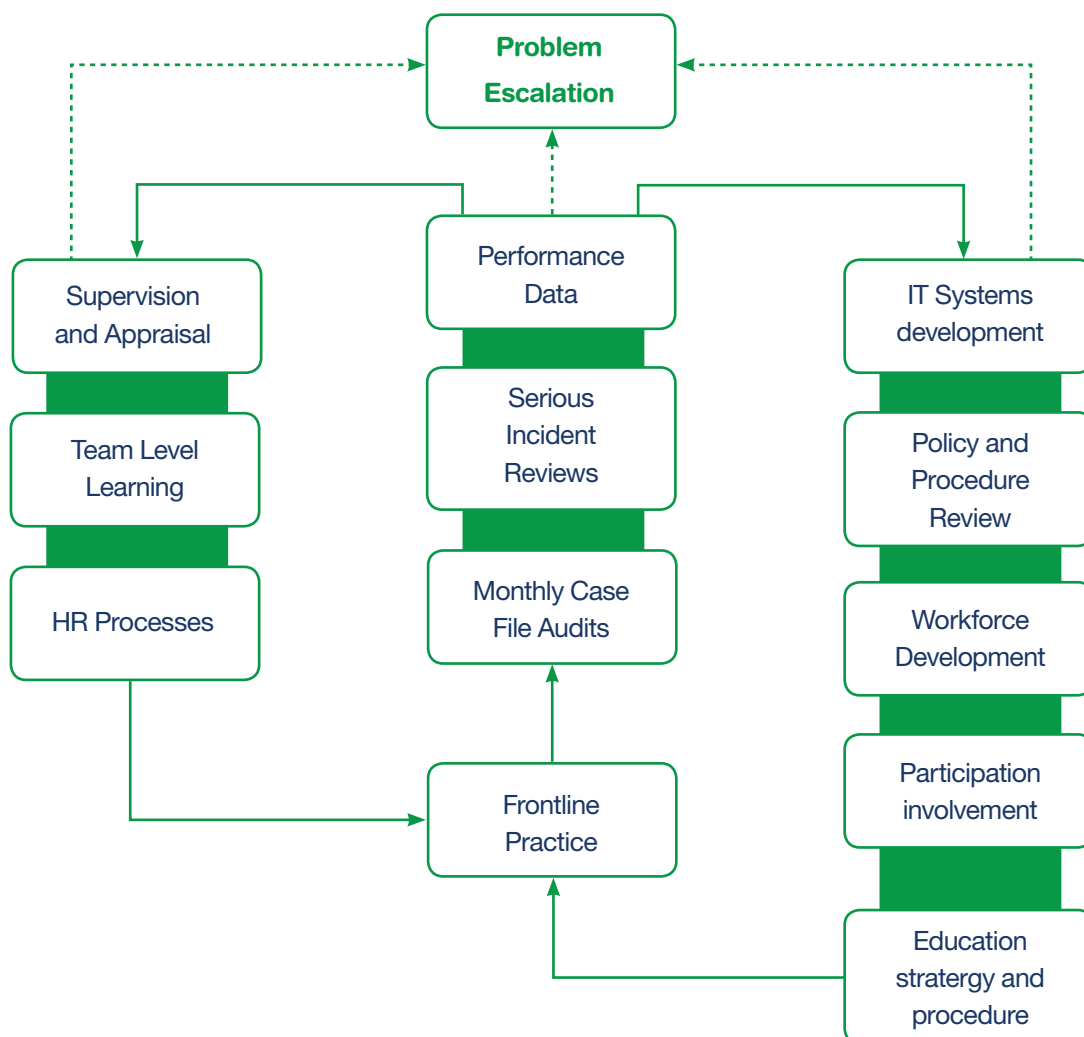 Problem
Escalation
Performance
Data
Supervision
and Appraisal
IT Systems
development
Serious
Incident
Reviews
Team Level
Learning
Policy and
Procedure
Review
HR Processes
Monthly Case
File Audits
Workforce
Development
Frontline
Practice
Participation
involvement
Education
stratergy and
procedure